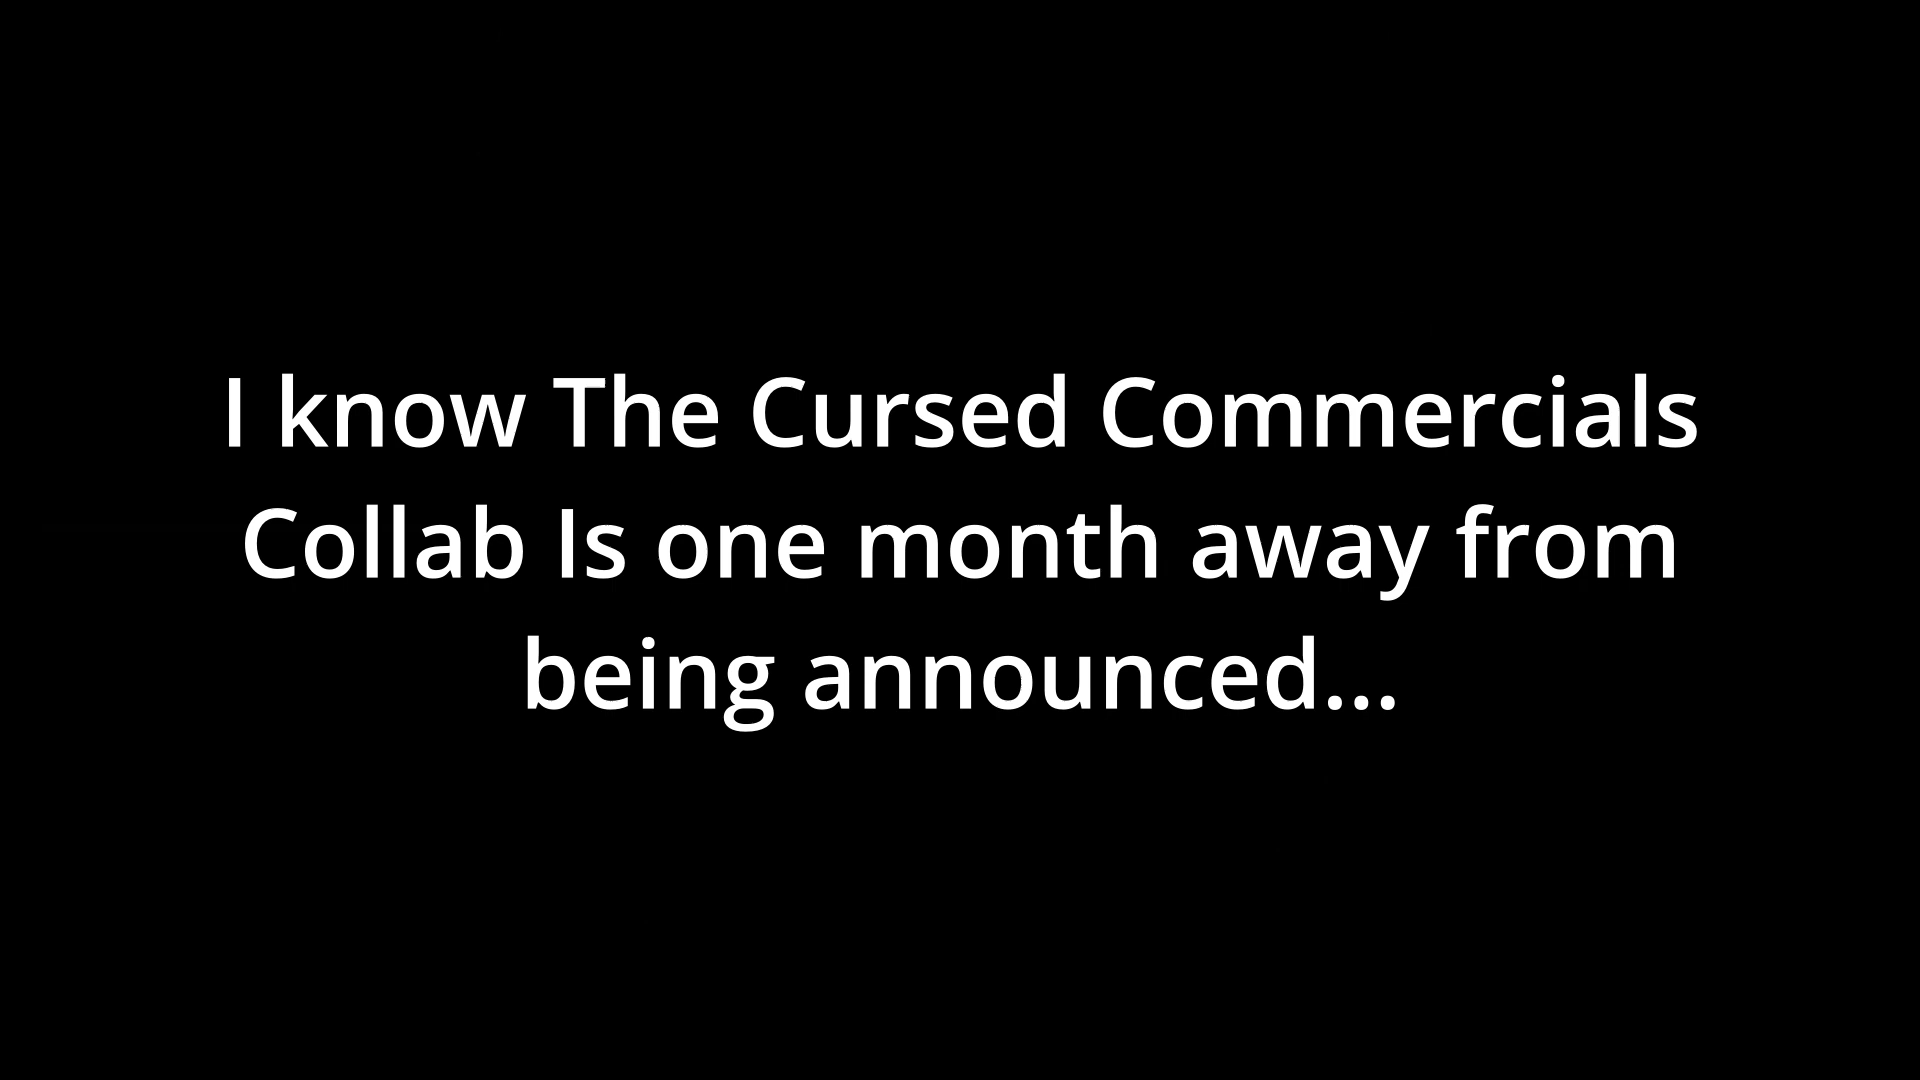 I know The Cursed Commercials
Collab Is one month away from
being announced...